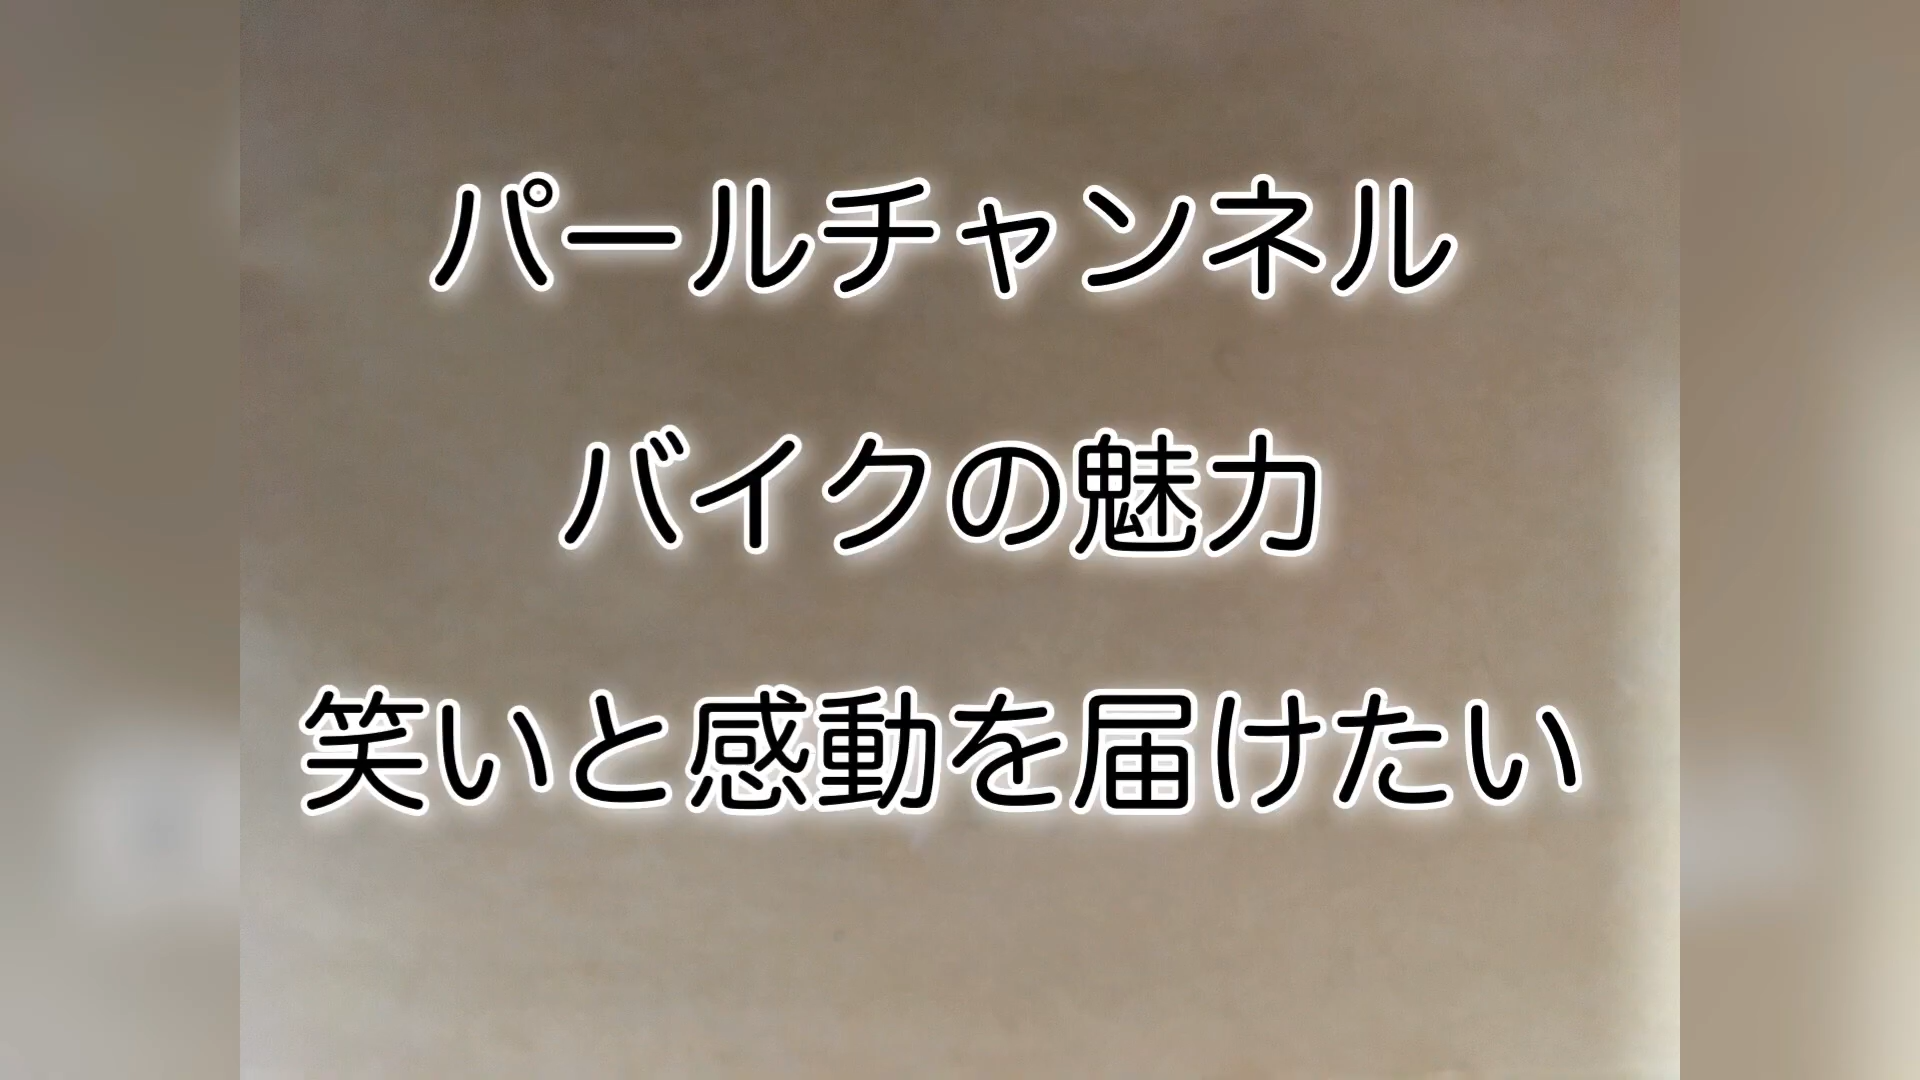 パールチャンネル
バイクの魅力
笑いと感動を届けたい